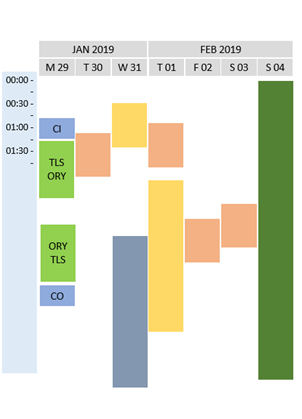 JAN 2019 FEB 2019
M 29 T 30 W 31 T 01 F 02 S 03 S 04
00:00 -
00:30 -
-
01:00 -
CI
01:30 -
-
TLS
ORY
ORY
TLS
CO